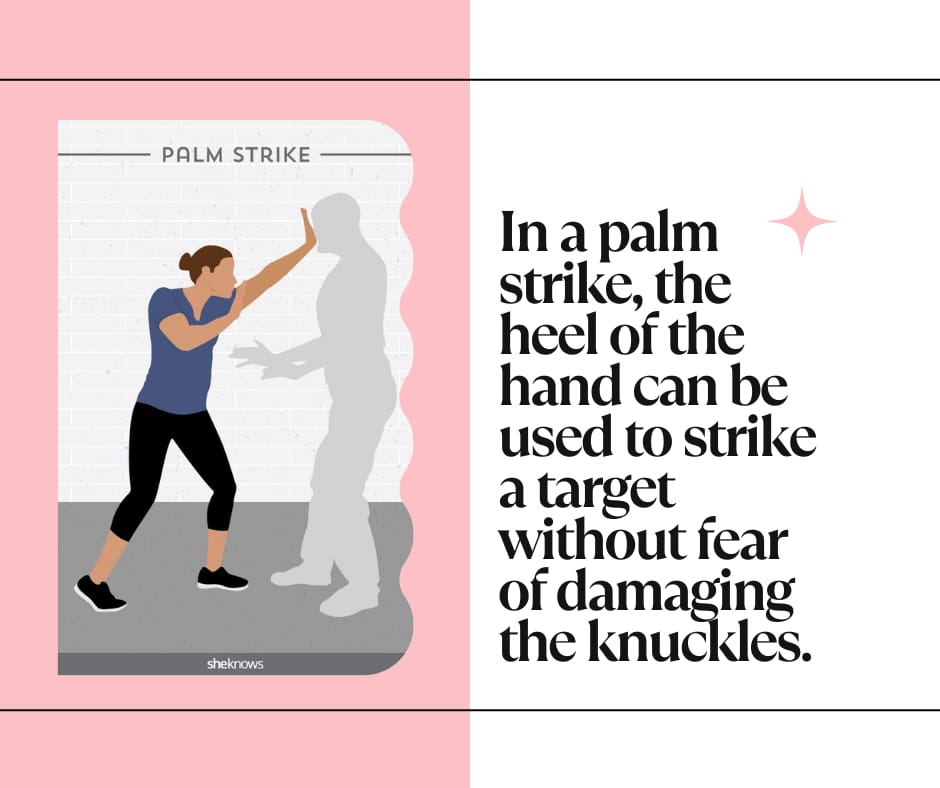 PALM STRIKE
sheknows
In a palm
strike, the
heel of the
hand can be
used to strike
a target
without fear
of damaging
the knuckles.